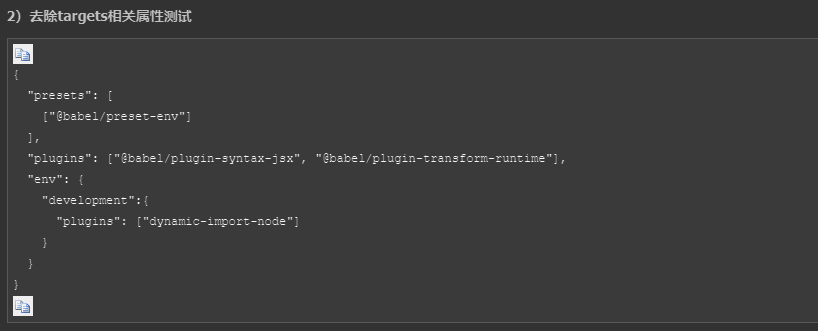 2）去除targets相关属性测试
{
  "presets": [
    ["@babel/preset-env"]
  ],
  "plugins": ["@babel/plugin-syntax-jsx", "@babel/plugin-transform-runtime"],
  "env": {
    "development":{
      "plugins": ["dynamic-import-node"]
    }
  }
}